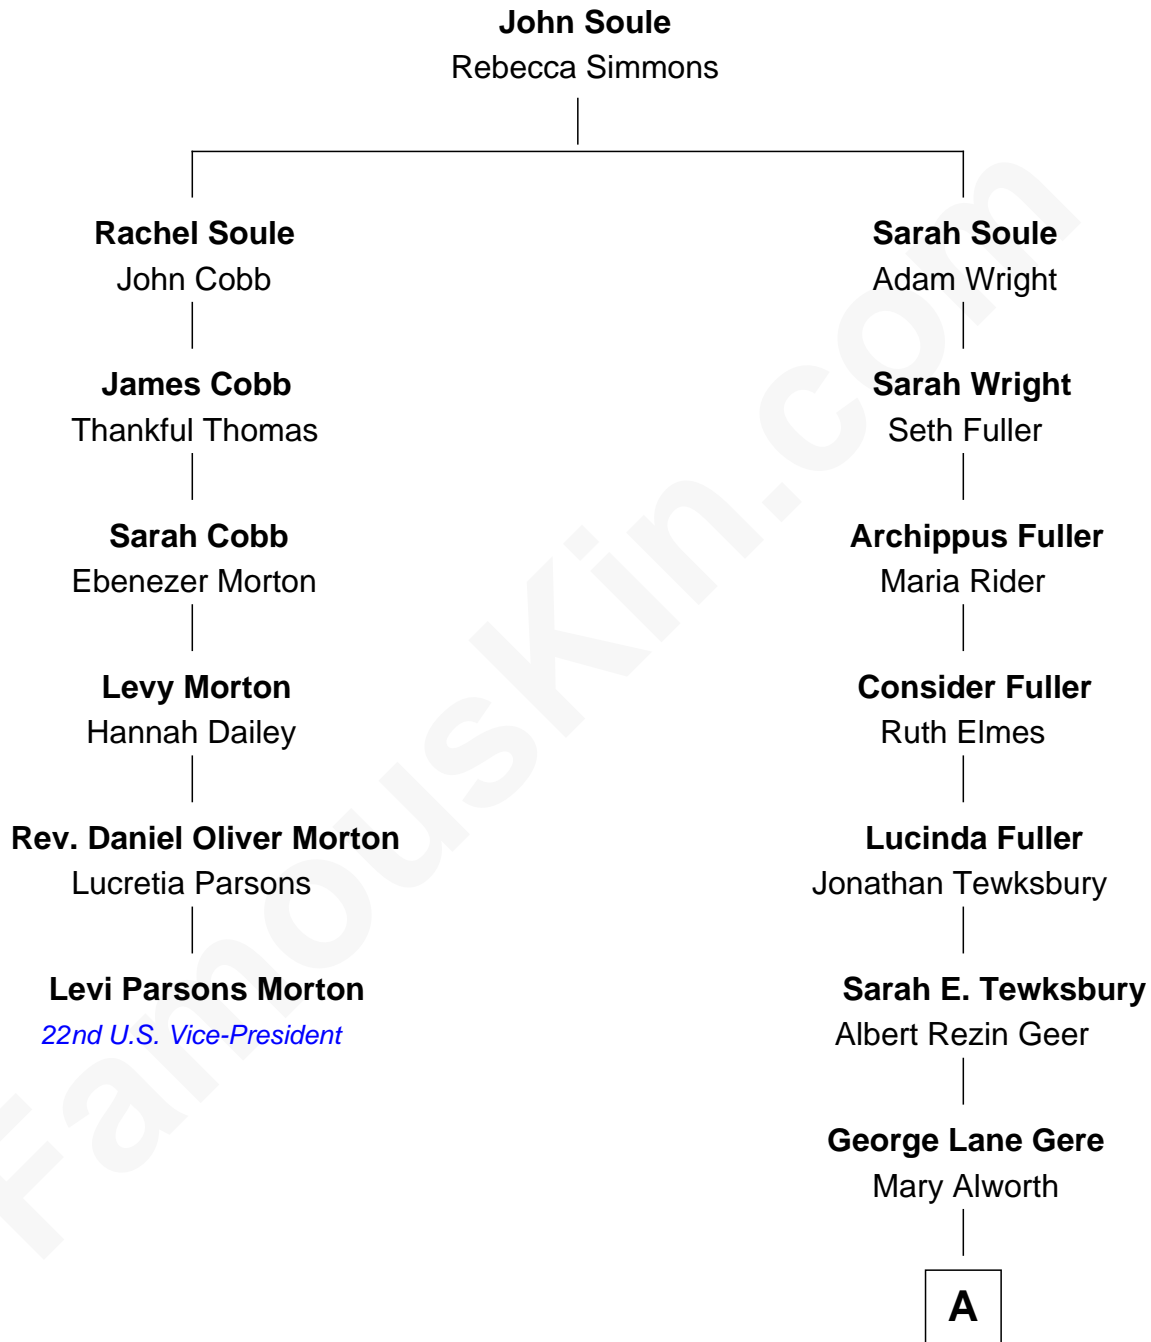 John Soule
Rebecca Simmons
Rachel Soule
John Cobb
Sarah Soule
Adam Wright
James Cobb
Thankful Thomas
Sarah Wright
Seth Fuller
Sarah Cobb
Ebenezer Morton
Archippus Fuller
Maria Rider
Levy Morton
Hannah Dailey
Consider Fuller
Ruth Elmes
Rev. Daniel Oliver Morton
Lucretia Parsons
Lucinda Fuller
Jonathan Tewksbury
Levi Parsons Morton
22nd U.S. Vice-President
Sarah E. Tewksbury
Albert Rezin Geer
George Lane Gere
Mary Alworth
A
FamousKin.com